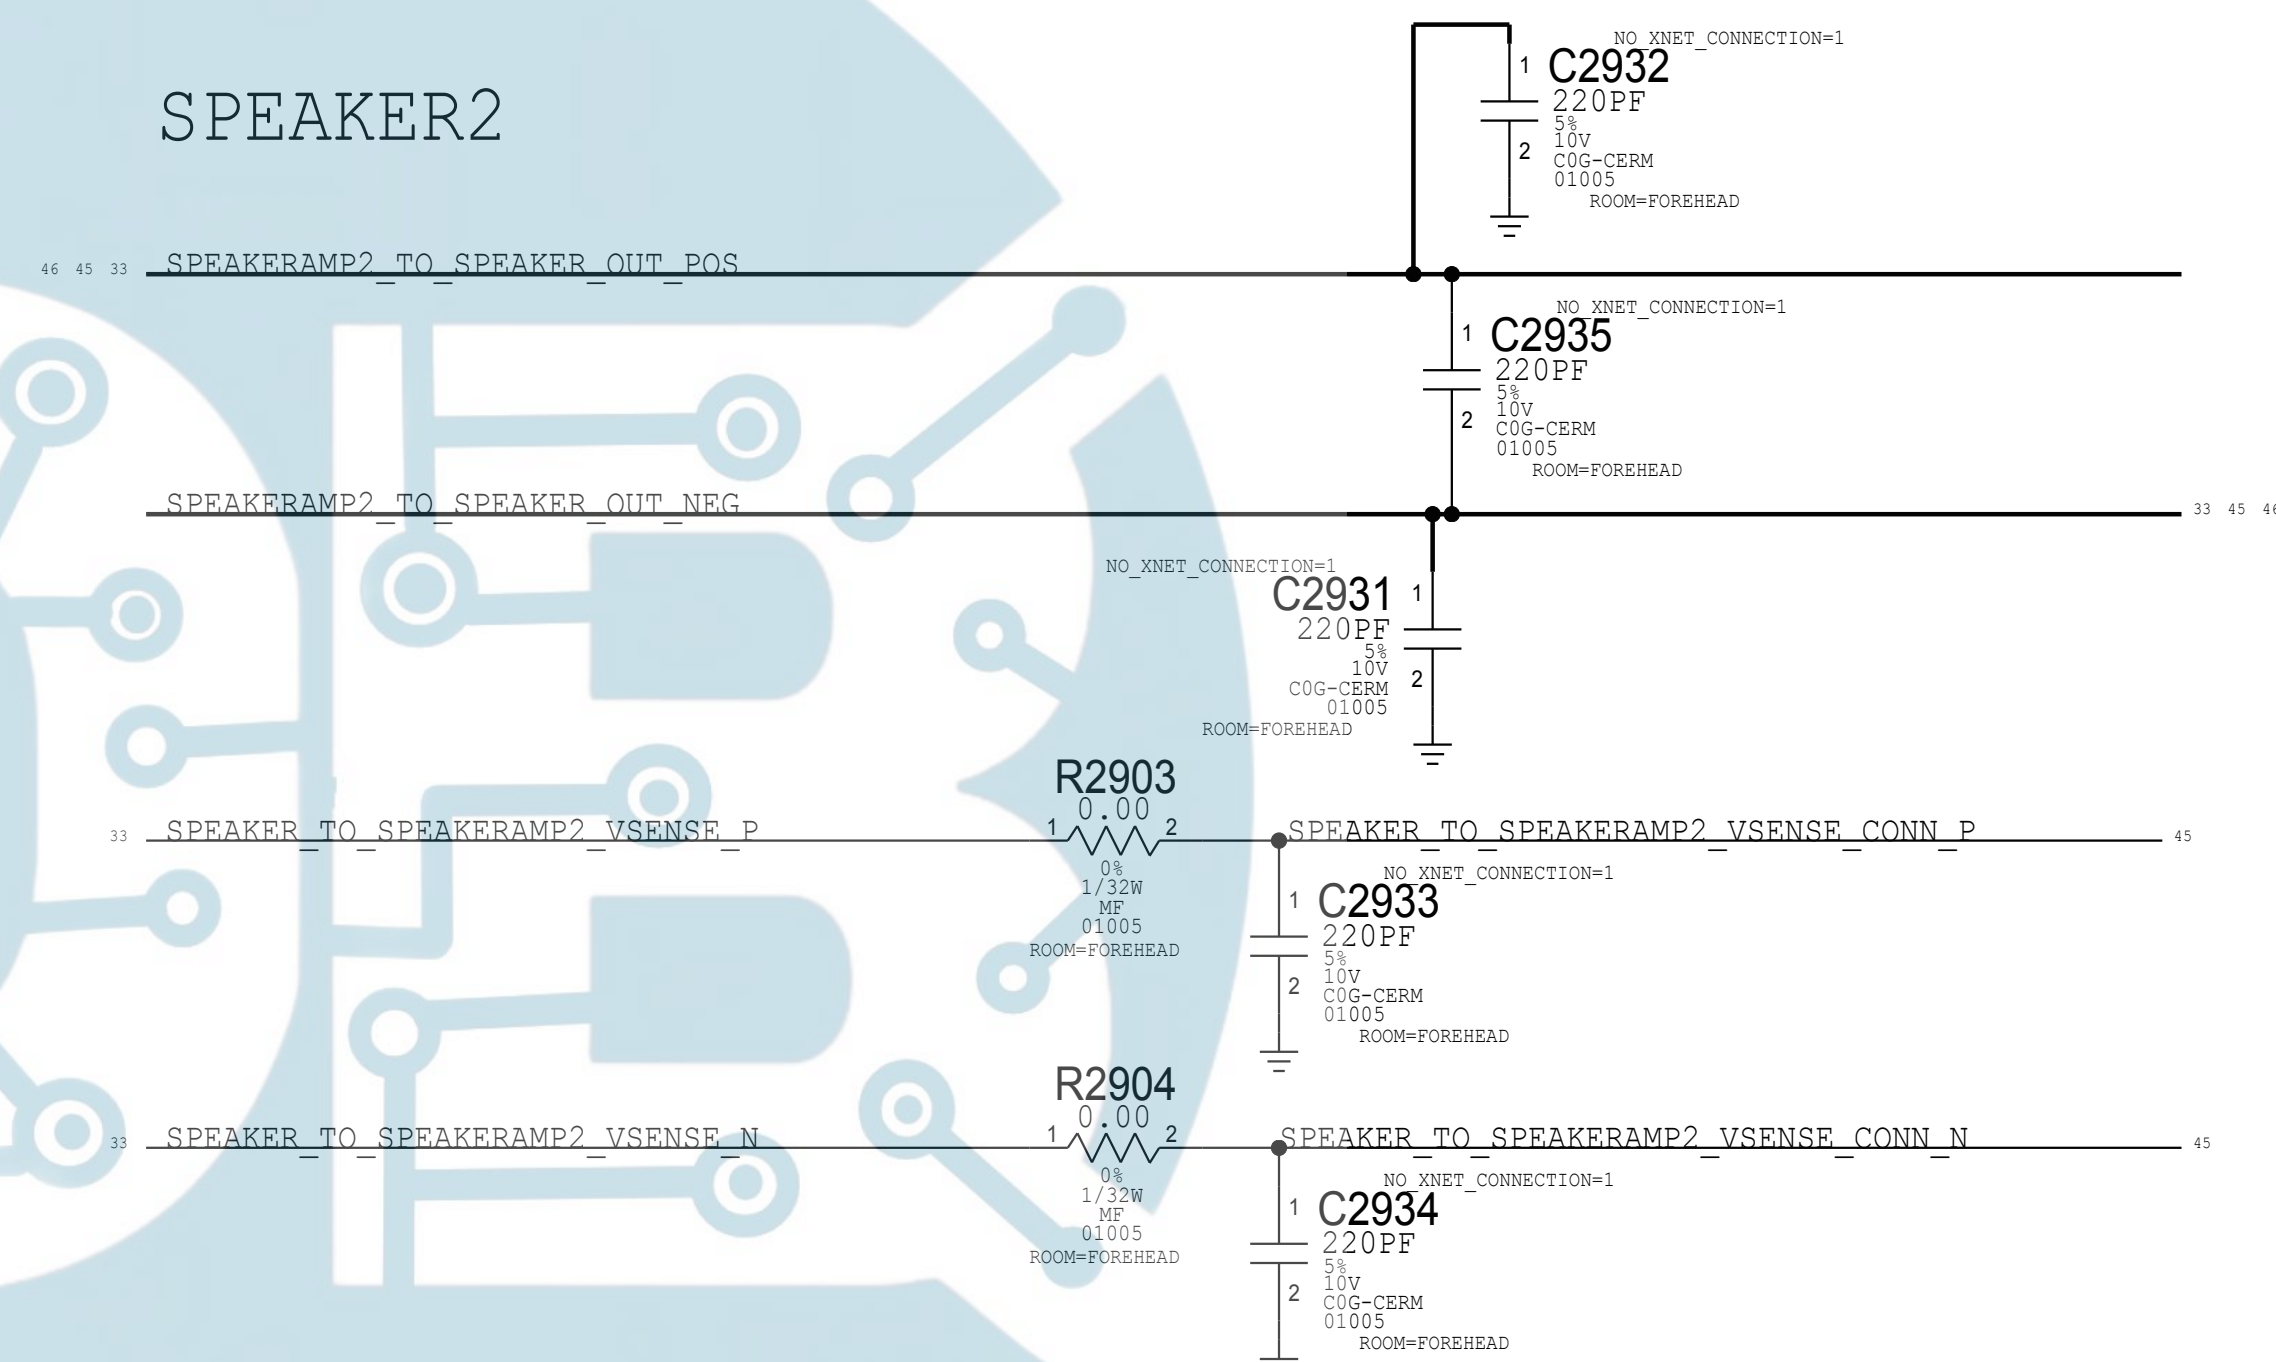 NO_XNET_CONNECTION=1
1 C2932
220PF
5%
10V
2 C0G-CERM
01005
ROOM=FOREHEAD
SPEAKER2
46 45 33 SPEAKERAMP2_TO_SPEAKER_OUT_POS
NO_XNET_CONNECTION=1
1 C2935
220PF
5%
10V
2 C0G-CERM
01005
ROOM=FOREHEAD
SPEAKERAMP2_TO_SPEAKER_OUT_NEG 33 45 46
NO_XNET_CONNECTION=1
C2931 1
220PF
5%
10V
C0G-CERM 2
01005
ROOM=FOREHEAD
R2903
0.00
33 SPEAKER_TO_SPEAKERAMP2_VSENSE_P 1 2 SPEAKER_TO_SPEAKERAMP2_VSENSE_CONN_P 45
0%
1/32W
MF
01005
ROOM=FOREHEAD
NO_XNET_CONNECTION=1
1 C2933
220PF
5%
10V
2 C0G-CERM
01005
ROOM=FOREHEAD
R2904
0.00
33 SPEAKER_TO_SPEAKERAMP2_VSENSE_N 1 2 SPEAKER_TO_SPEAKERAMP2_VSENSE_CONN_N 45
0%
1/32W
MF
01005
ROOM=FOREHEAD
NO_XNET_CONNECTION=1
1 C2934
220PF
5%
10V
2 C0G-CERM
01005
ROOM=FOREHEAD